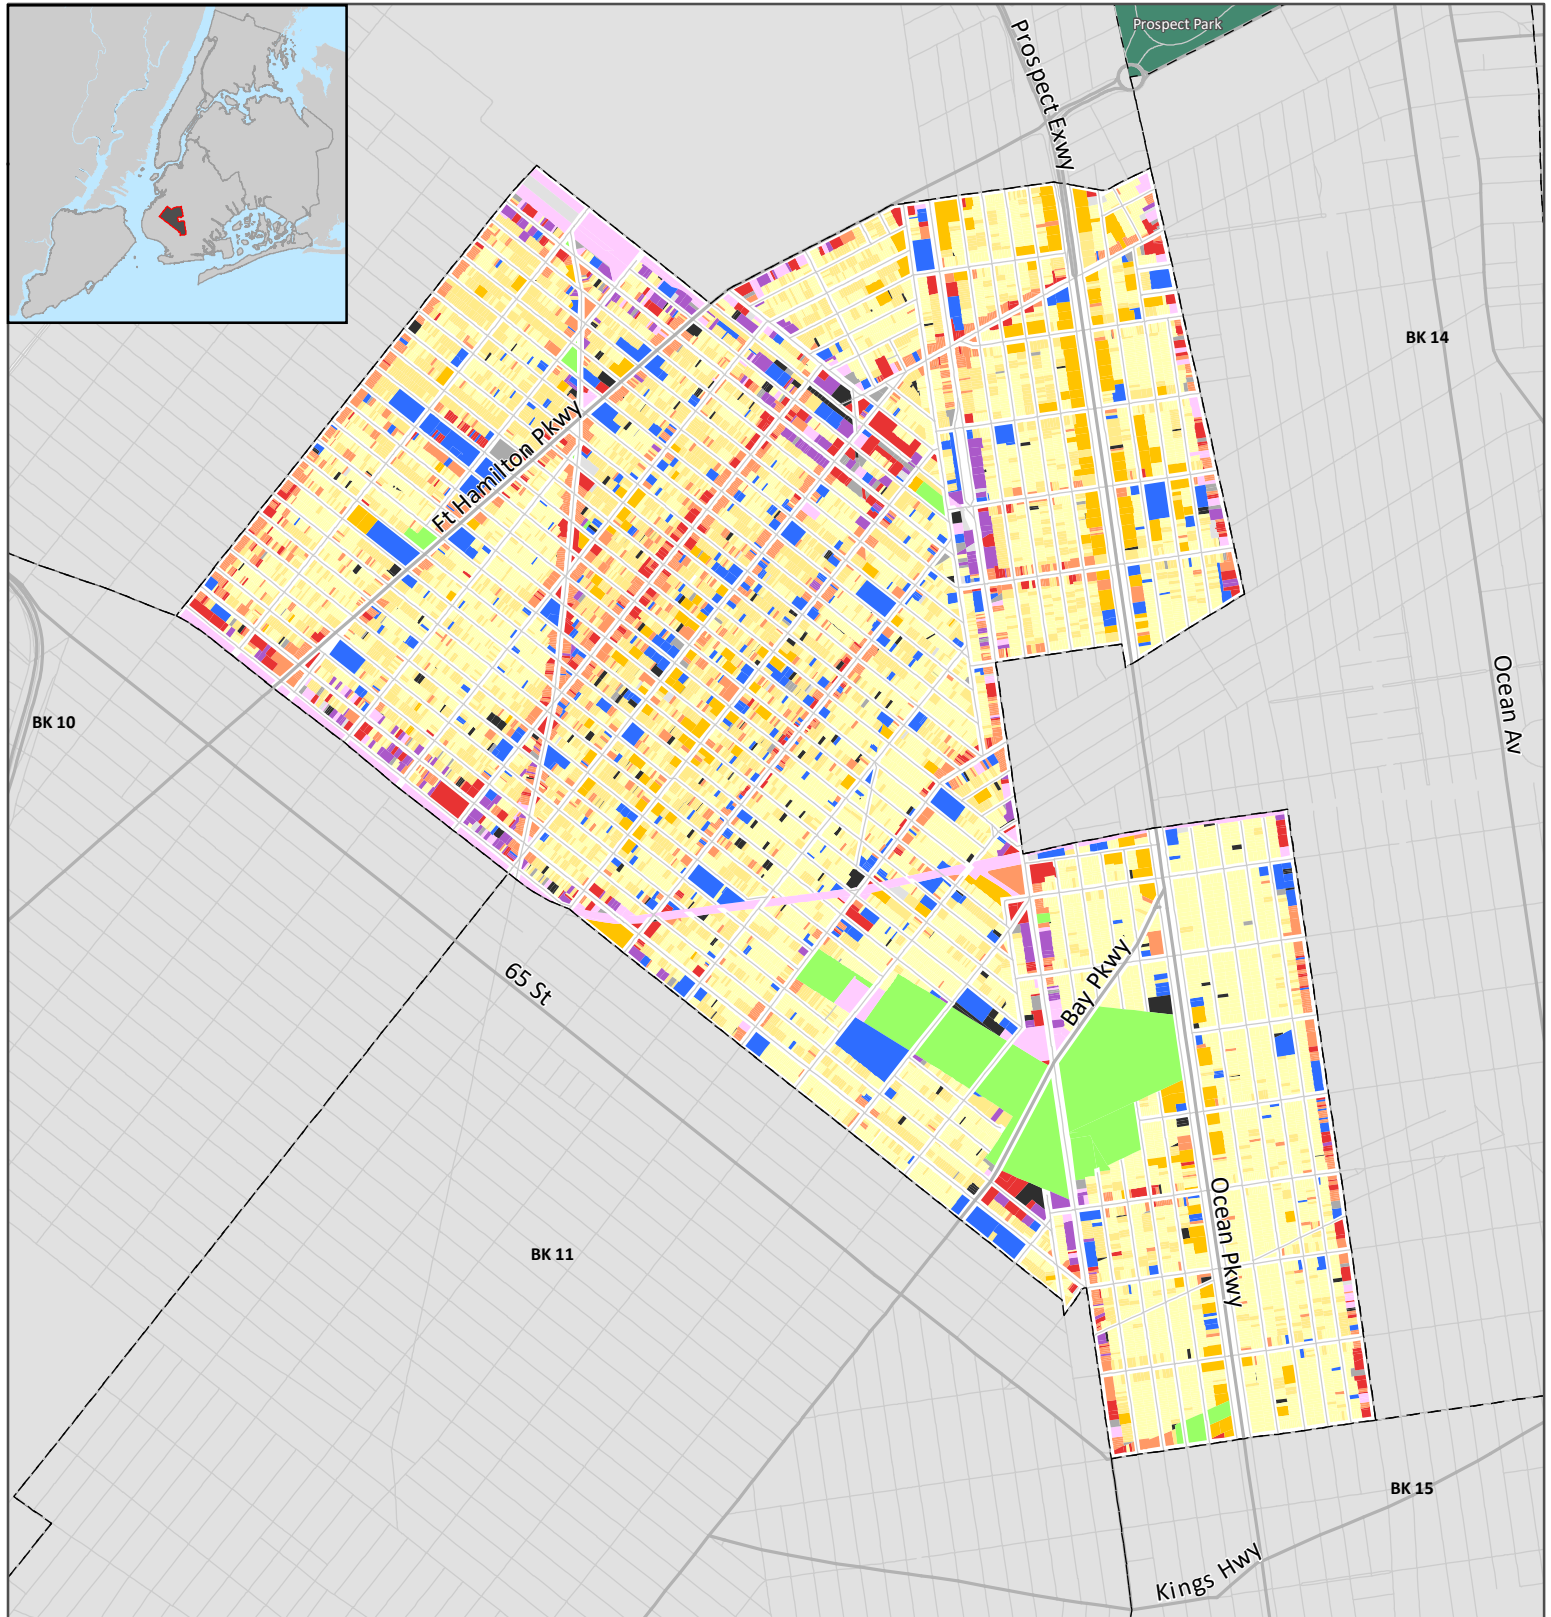 Prospect Park
Prospect Exwy
BK 14
Ft Hamilton Pkwy
Ocean Av
BK 10
Bay Pkwy
65 St
Ocean Pkwy
BK 11
BK 15
Kings Hwy